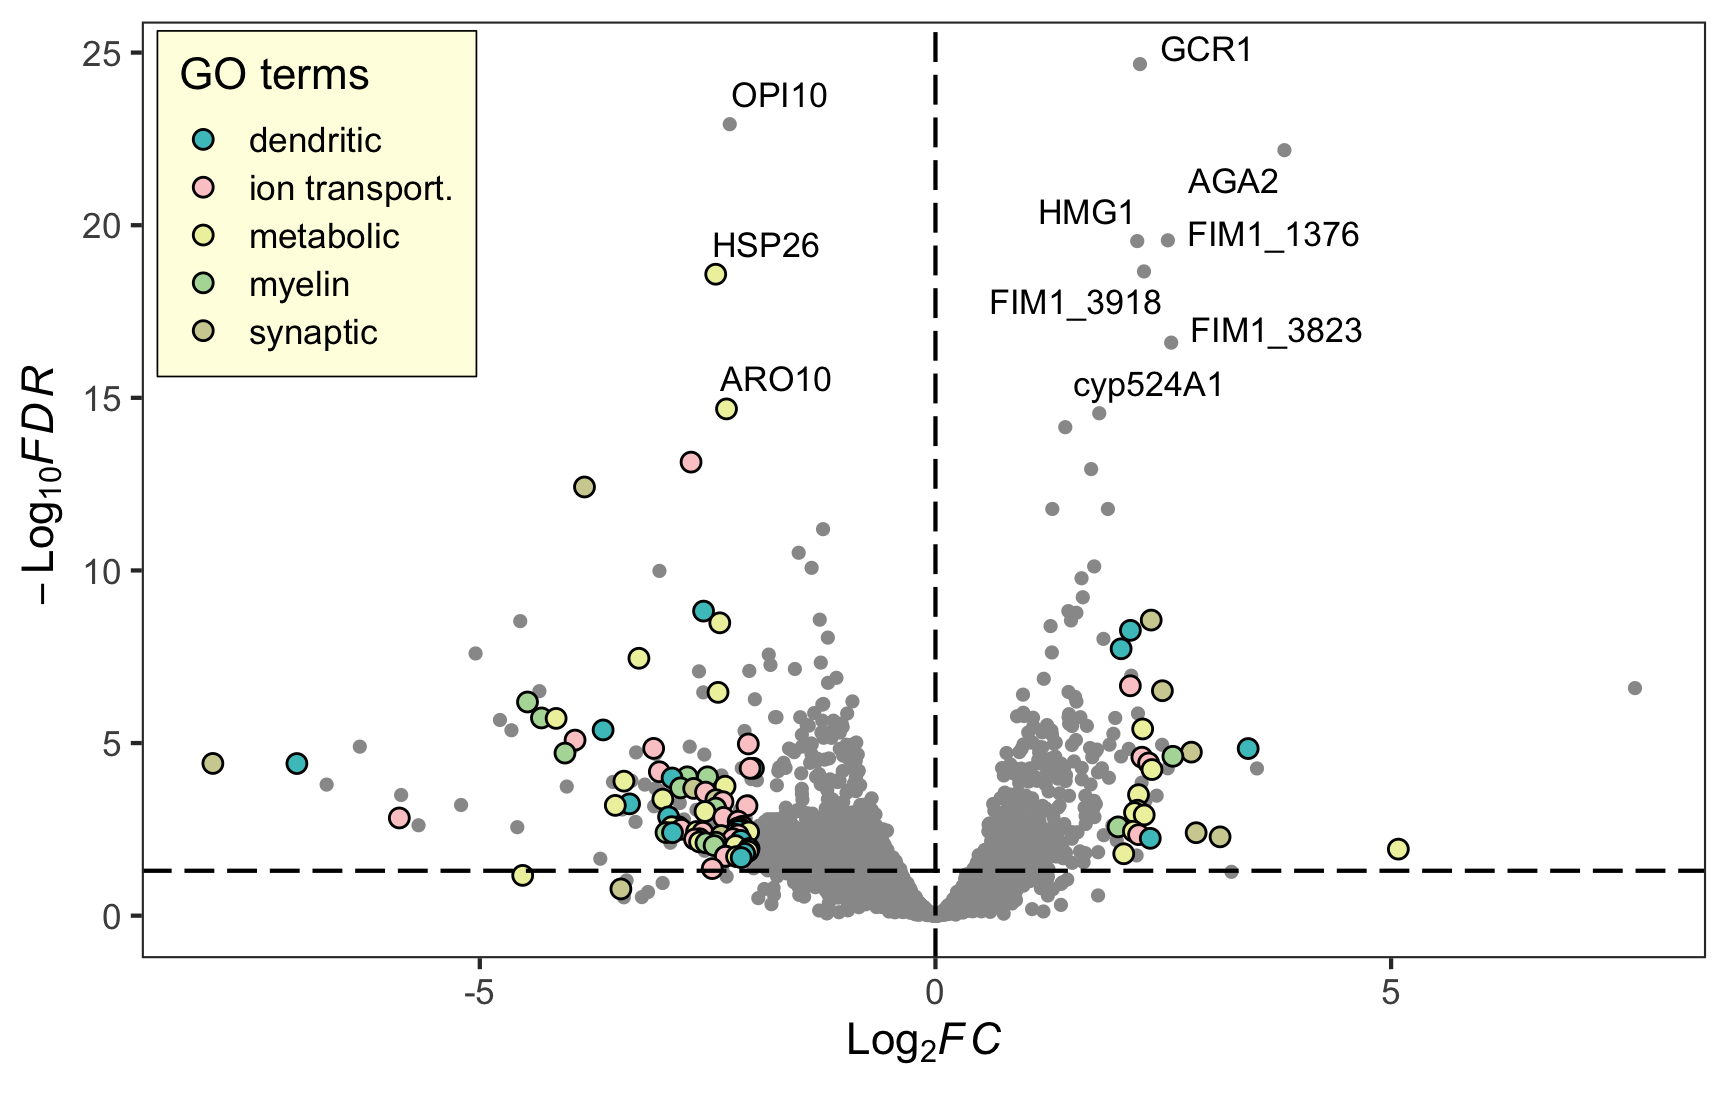 GO terms
dendritic
ion transport.
metabolic
myelin
synaptic
GCR1
OPI10
AGA2
HMG1
FIM1_1376
HSP26
FIM1_3918
FIM1_3823
ARO10
cyp524A1
25
20
15
10
5
0
−Log10FDR
-5
0
5
Log2FC